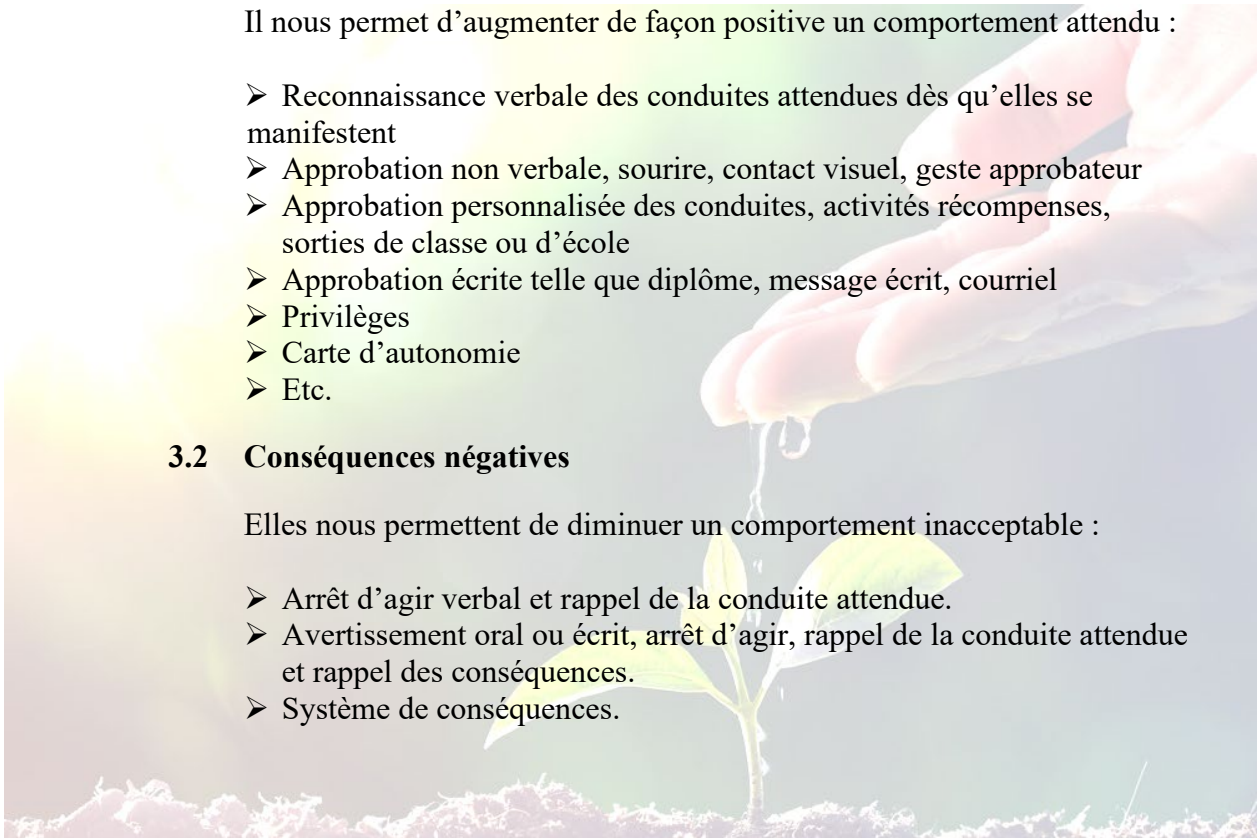 Il nous permet d’augmenter de façon positive un comportement attendu :
➢ Reconnaissance verbale des conduites attendues dès qu’elles se
manifestent
➢ Approbation non verbale, sourire, contact visuel, geste approbateur
➢ Approbation personnalisée des conduites, activités récompenses,
sorties de classe ou d’école
➢ Approbation écrite telle que diplôme, message écrit, courriel
➢ Privilèges
➢ Carte d’autonomie
➢ Etc.
3.2 Conséquences négatives
Elles nous permettent de diminuer un comportement inacceptable :
➢ Arrêt d’agir verbal et rappel de la conduite attendue.
➢ Avertissement oral ou écrit, arrêt d’agir, rappel de la conduite attendue
et rappel des conséquences.
➢ Système de conséquences.